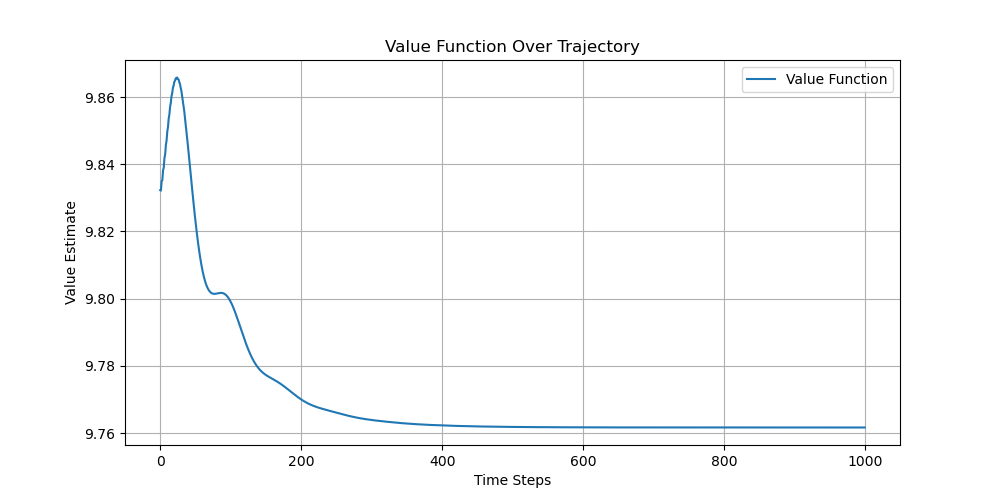 Value Function Over Trajectory
Value Function
9.86
9.84
9.82
9.80
9.78
9.76
Value Estimate
0 200 400 600 800 1000
Time Steps